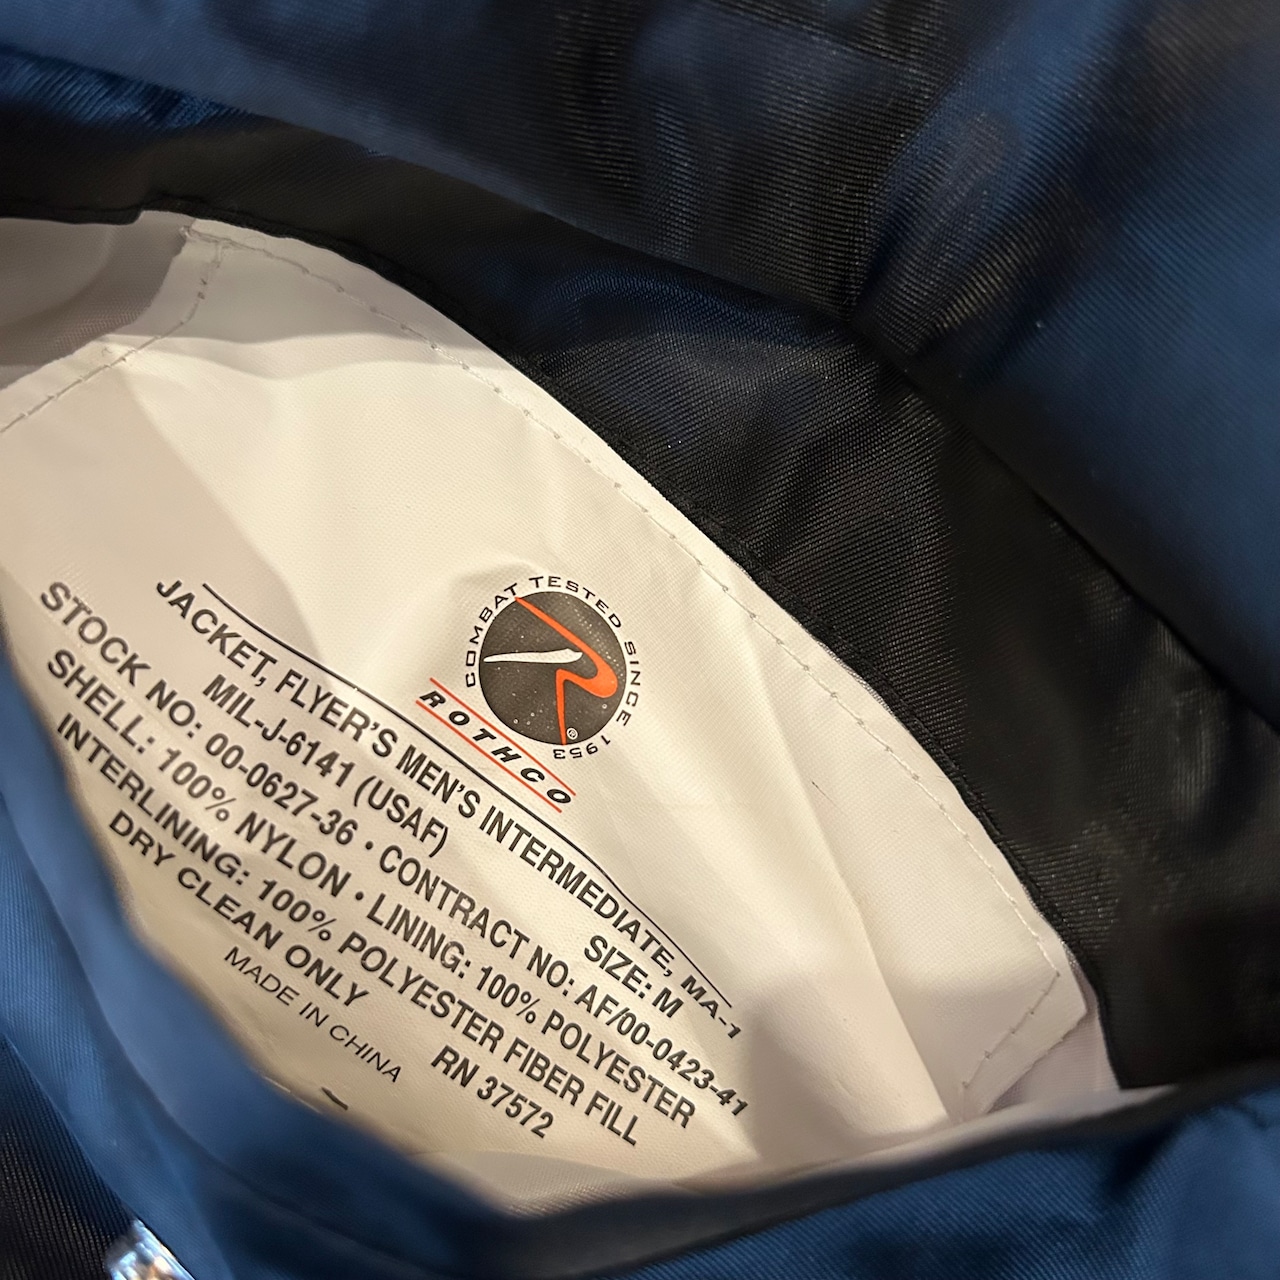 COMBAT TESTED SINCE 1953
®
ROTHCO
JACKET, FLYER'S MEN'S INTERMEDIATE, MA-1
MIL-J-6141 (USAF) SIZE: M
STOCK NO: 00-0627-36 • CONTRACT NO: AF/00-0423-41
SHELL: 100% NYLON • LINING: 100% POLYESTER
INTERLINING: 100% POLYESTER FIBER FILL
DRY CLEAN ONLY RN 37572
MADE IN CHINA